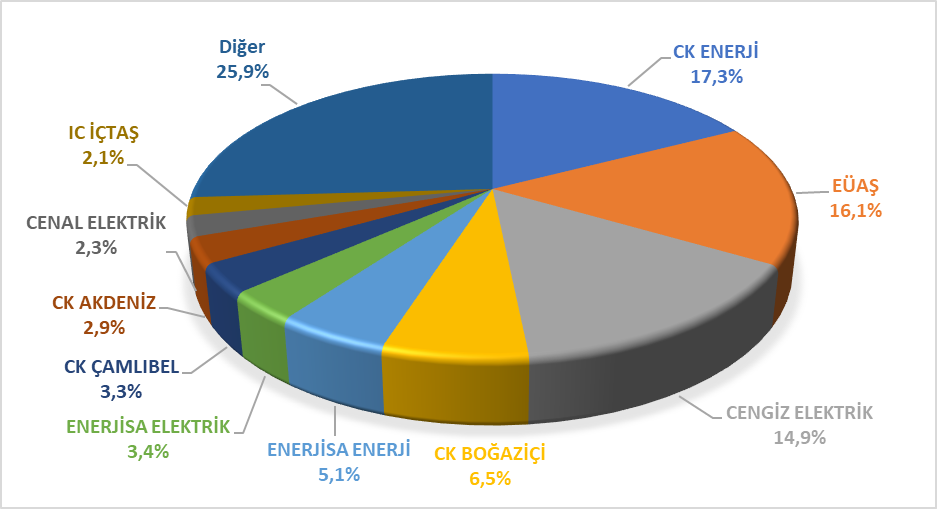 CK ENERJİ
17,3%
EÜAŞ
16,1%
CENGİZ ELEKTRİK
14,9%
CK BOĞAZİÇİ
6,5%
ENERJİSA ENERJİ
5,1%
ENERJİSA ELEKTRİK
3,4%
CK ÇAMLIBEL
3,3%
CK AKDENİZ
2,9%
CENAL ELEKTRİK
2,3%
IC İÇTAŞ
2,1%
Diğer
25,9%